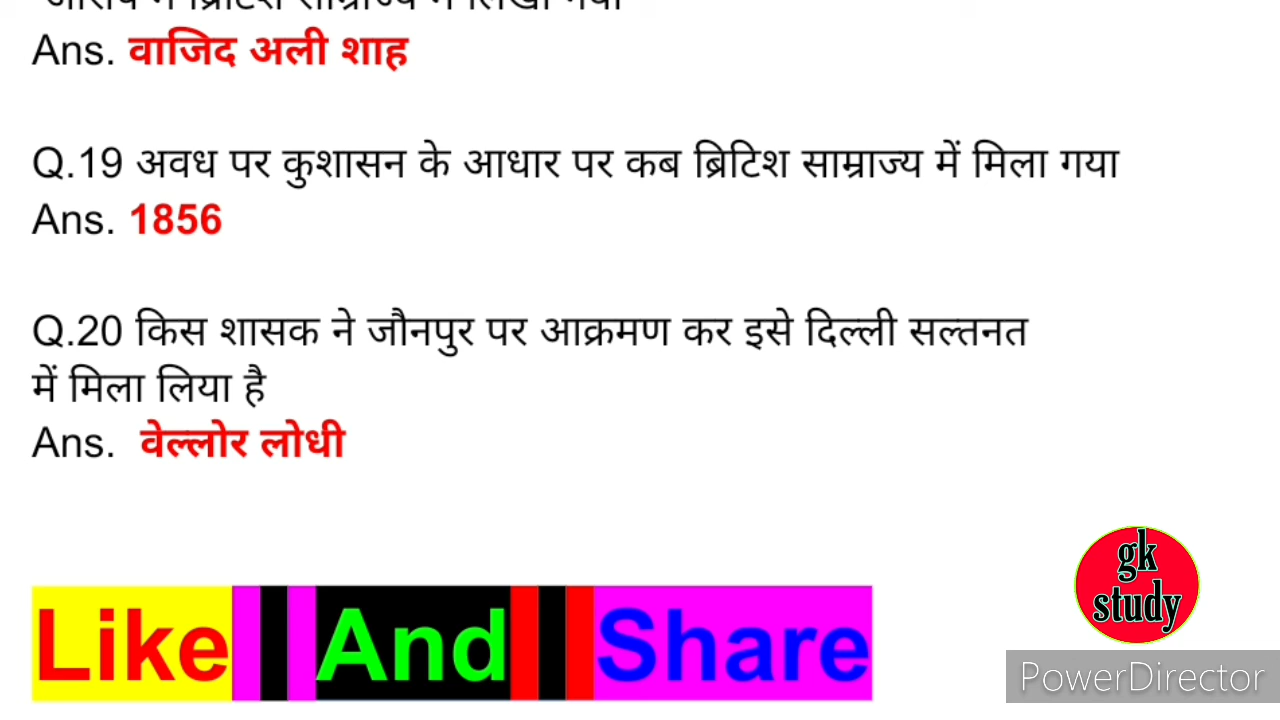 Ans. वाजिद अली शाह
Q.19 अवध पर कुशासन के आधार पर कब ब्रिटिश साम्राज्य में मिला गया
Ans. 1856
Q.20 किस शासक ने जौनपुर पर आक्रमण कर इसे दिल्ली सल्तनत
में मिला लिया है
Ans. वेल्लोर लोधी
gk
study
Like And Share
PowerDirector